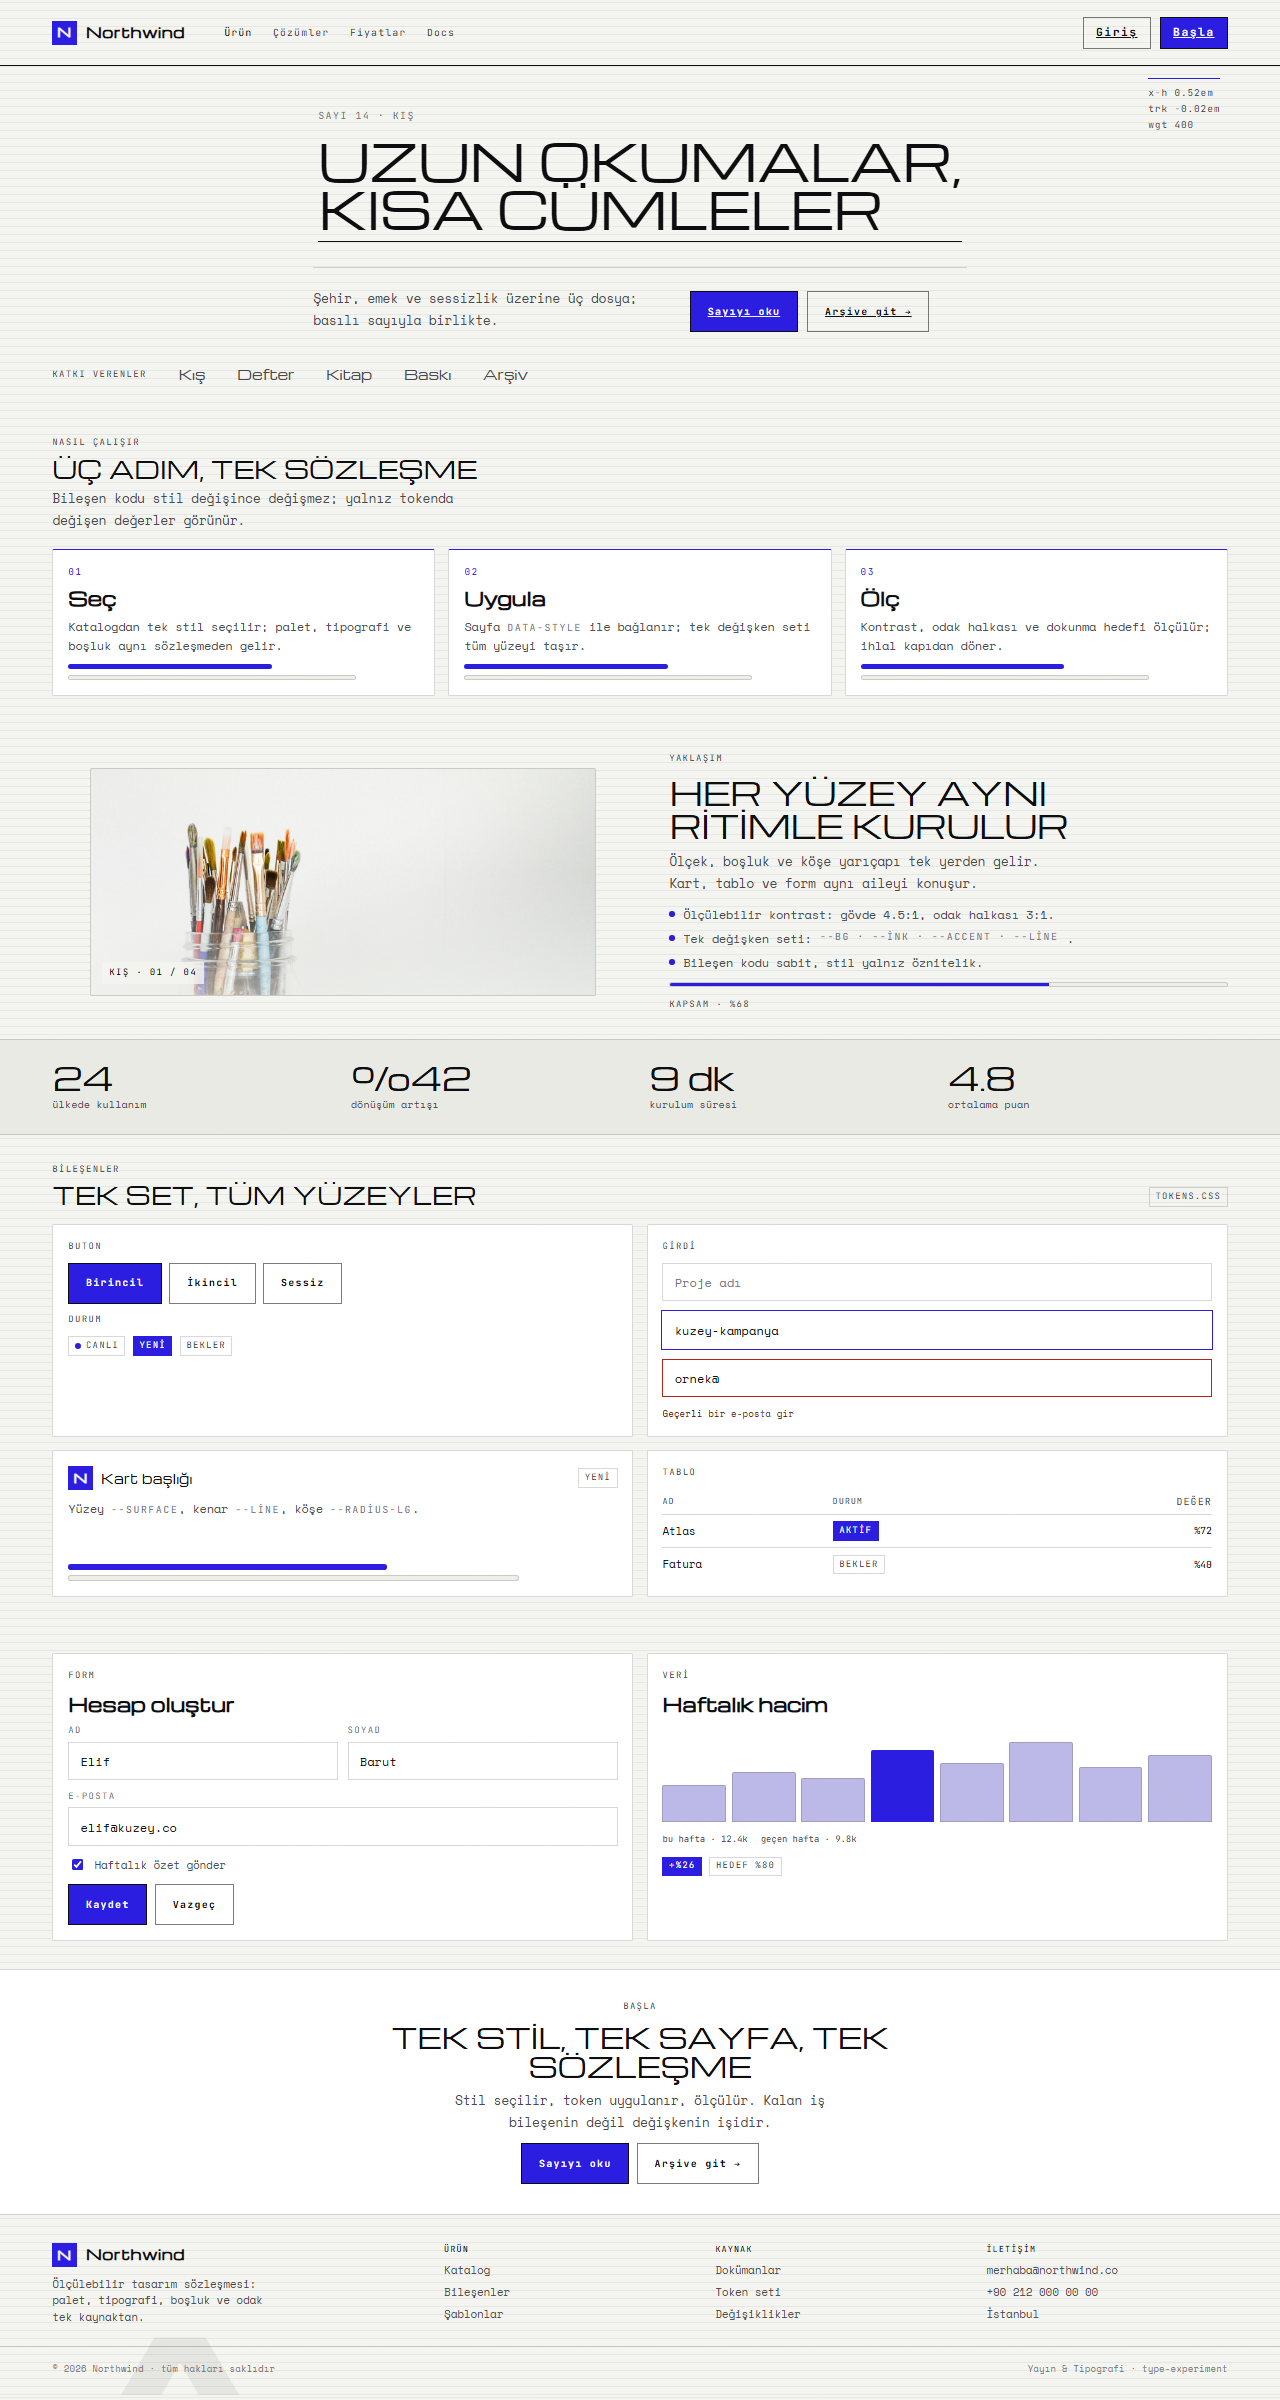 Northwind
Ürün Çözümler Fiyatlar Docs
Giriş Başla
x-h 0.52em
trk -0.02em
wgt 400
SAYI 14 · KIŞ
UZUN OKUMALAR,
KISA CÜMLELER
Şehir, emek ve sessizlik üzerine üç dosya;
basılı sayıyla birlikte.
Sayıyı oku Arşive git →
KATKI VERENLER Kış Defter Kitap Baskı Arşiv
NASIL ÇALIŞIR
ÜÇ ADIM, TEK SÖZLEŞME
Bileşen kodu stil değişince değişmez; yalnız tokenda
değişen değerler görünür.
01
Seç
Katalogdan tek stil seçilir; palet, tipografi ve
boşluk aynı sözleşmeden gelir.
02
Uygula
Sayfa DATA-STYLE ile bağlanır; tek değişken seti
tüm yüzeyi taşır.
03
Ölç
Kontrast, odak halkası ve dokunma hedefi ölçülür;
ihlal kapıdan döner.
KIŞ · 01 / 04
YAKLAŞIM
HER YÜZEY AYNI
RİTİMLE KURULUR
Ölçek, boşluk ve köşe yarıçapı tek yerden gelir.
Kart, tablo ve form aynı aileyi konuşur.
Ölçülebilir kontrast: gövde 4.5:1, odak halkası 3:1.
Tek değişken seti: --BG · --İNK · --ACCENT · --LİNE .
Bileşen kodu sabit, stil yalnız öznitelik.
KAPSAM · %68
24
ülkede kullanım
%42
dönüşüm artışı
9 dk
kurulum süresi
4.8
ortalama puan
BİLEŞENLER
TEK SET, TÜM YÜZEYLER
TOKENS.CSS
BUTON
Birincil İkincil Sessiz
DURUM
CANLI YENİ BEKLER
GİRDİ
Proje adı
kuzey-kampanya
ornek@
Geçerli bir e-posta gir
N Kart başlığı YENİ
Yüzey --SURFACE, kenar --LİNE, köşe --RADİUS-LG.
TABLO
AD DURUM DEĞER
Atlas AKTİF %72
Fatura BEKLER %40
FORM
Hesap oluştur
AD SOYAD
Elif Barut
E-POSTA
elif@kuzey.co
Haftalık özet gönder
Kaydet Vazgeç
VERİ
Haftalık hacim
bu hafta · 12.4k geçen hafta · 9.8k
+%26 HEDEF %80
BAŞLA
TEK STİL, TEK SAYFA, TEK
SÖZLEŞME
Stil seçilir, token uygulanır, ölçülür. Kalan iş
bileşenin değil değişkenin işidir.
Sayıyı oku Arşive git →
N Northwind
Ölçülebilir tasarım sözleşmesi:
palet, tipografi, boşluk ve odak
tek kaynaktan.
ÜRÜN
Katalog
Bileşenler
Şablonlar
KAYNAK
Dokümanlar
Token seti
Değişiklikler
İLETİŞİM
merhaba@northwind.co
+90 212 000 00 00
İstanbul
© 2026 Northwind · tüm hakları saklıdır
Yayın & Tipografi · type-experiment